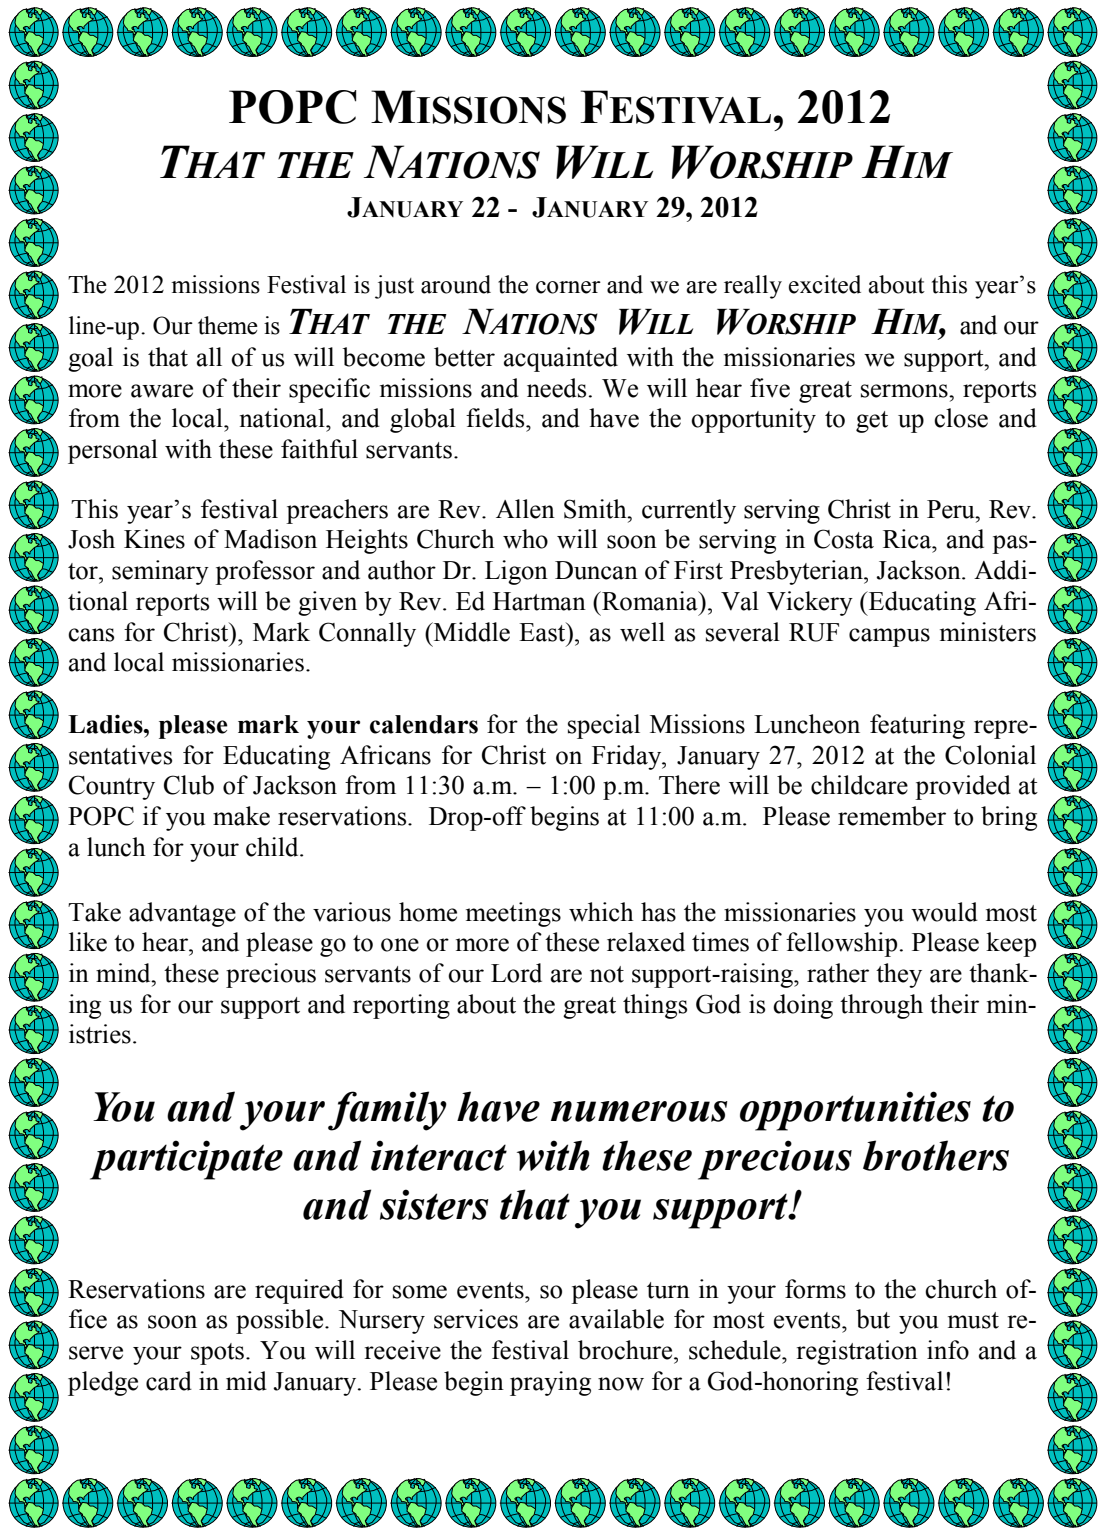 POPC MISSIONS FESTIVAL, 2012
THAT THE NATIONS WILL WORSHIP HIM
JANUARY 22 - JANUARY 29, 2012
The 2012 missions Festival is just around the corner and we are really excited about this year’s
line-up. Our theme is THAT THE NATIONS WILL WORSHIP HIM, and our
goal is that all of us will become better acquainted with the missionaries we support, and
more aware of their specific missions and needs. We will hear five great sermons, reports
from the local, national, and global fields, and have the opportunity to get up close and
personal with these faithful servants.
This year’s festival preachers are Rev. Allen Smith, currently serving Christ in Peru, Rev.
Josh Kines of Madison Heights Church who will soon be serving in Costa Rica, and pas-
tor, seminary professor and author Dr. Ligon Duncan of First Presbyterian, Jackson. Addi-
tional reports will be given by Rev. Ed Hartman (Romania), Val Vickery (Educating Afri-
cans for Christ), Mark Connally (Middle East), as well as several RUF campus ministers
and local missionaries.
Ladies, please mark your calendars for the special Missions Luncheon featuring repre-
sentatives for Educating Africans for Christ on Friday, January 27, 2012 at the Colonial
Country Club of Jackson from 11:30 a.m. – 1:00 p.m. There will be childcare provided at
POPC if you make reservations. Drop-off begins at 11:00 a.m. Please remember to bring
a lunch for your child.
Take advantage of the various home meetings which has the missionaries you would most
like to hear, and please go to one or more of these relaxed times of fellowship. Please keep
in mind, these precious servants of our Lord are not support-raising, rather they are thank-
ing us for our support and reporting about the great things God is doing through their min-
istries.
You and your family have numerous opportunities to
participate and interact with these precious brothers
and sisters that you support!
Reservations are required for some events, so please turn in your forms to the church of-
fice as soon as possible. Nursery services are available for most events, but you must re-
serve your spots. You will receive the festival brochure, schedule, registration info and a
pledge card in mid January. Please begin praying now for a God-honoring festival!